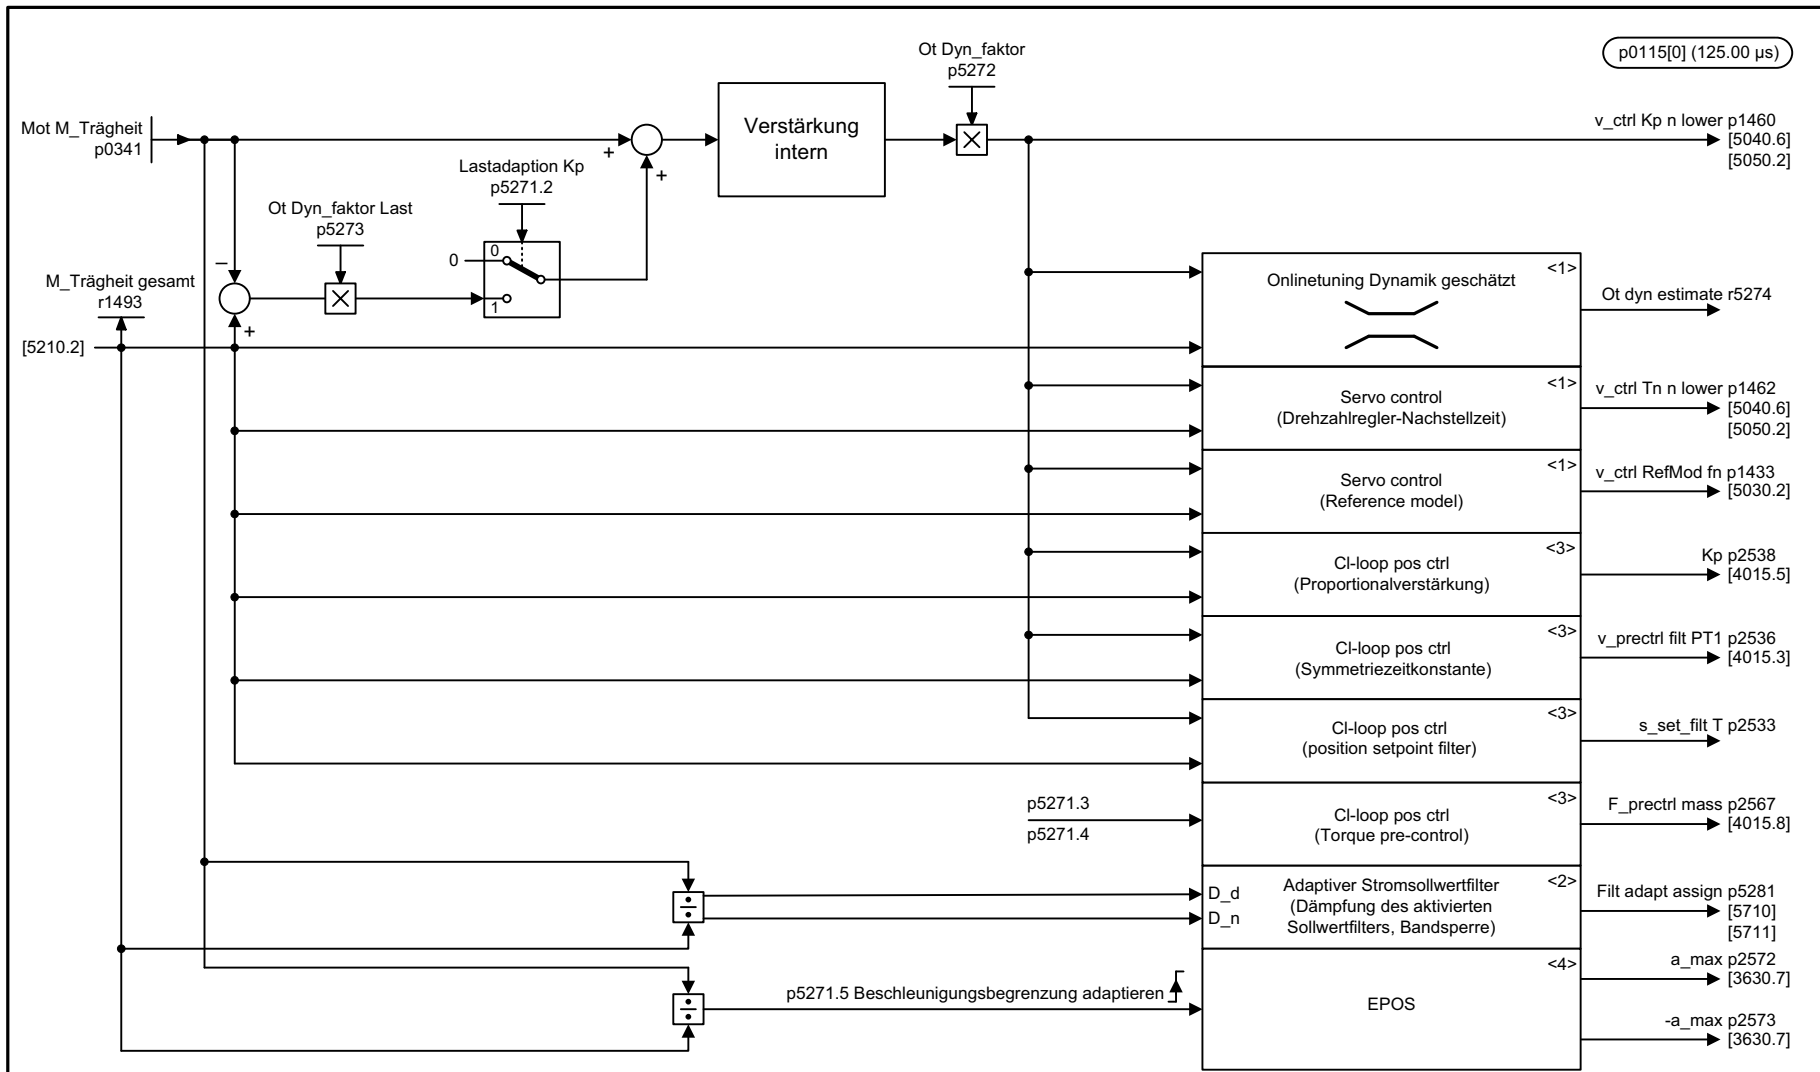 p0115[0] (125.00 µs)
Ot Dyn_faktor
p5272
Mot M_Trägheit
p0341
Verstärkung
intern
v_ctrl Kp n lower p1460
[5040.6]
[5050.2]
Lastadaption Kp
p5271.2
Ot Dyn_faktor Last
p5273
0
0
1
M_Trägheit gesamt
r1493
[5210.2]
+
+
–
+
<1>
Onlinetuning Dynamik geschätzt
Ot dyn estimate r5274
<1>
Servo control
(Drehzahlregler-Nachstellzeit)
v_ctrl Tn n lower p1462
[5040.6]
[5050.2]
<1>
Servo control
(Reference model)
v_ctrl RefMod fn p1433
[5030.2]
<3>
Cl-loop pos ctrl
(Proportionalverstärkung)
Kp p2538
[4015.5]
<3>
Cl-loop pos ctrl
(Symmetriezeitkonstante)
v_prectrl filt PT1 p2536
[4015.3]
<3>
Cl-loop pos ctrl
(position setpoint filter)
s_set_filt T p2533
p5271.3
p5271.4
<3>
Cl-loop pos ctrl
(Torque pre-control)
F_prectrl mass p2567
[4015.8]
D_d
D_n
<2>
Adaptiver Stromsollwertfilter
(Dämpfung des aktivierten
Sollwertfilters, Bandsperre)
Filt adapt assign p5281
[5710]
[5711]
p5271.5 Beschleunigungsbegrenzung adaptieren
<4>
EPOS
a_max p2572
[3630.7]
-a_max p2573
[3630.7]